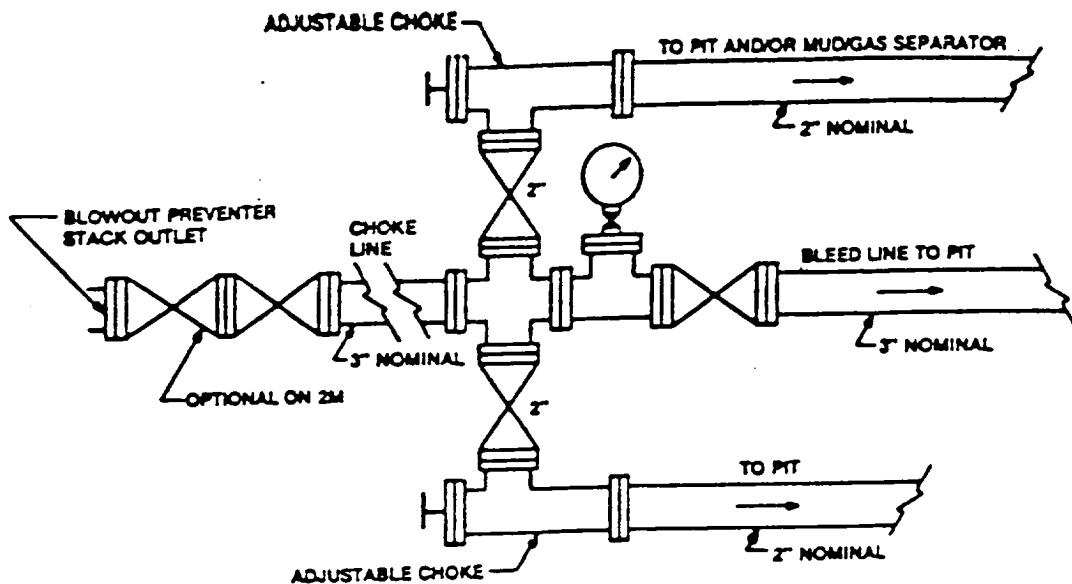 ADJUSTABLE CHOKE
TO PIT AND/OR MUD/GAS SEPARATOR
2" NOMINAL
2"
BLOWOUT PREVENTER
STACK OUTLET
CHOKE
LINE
BLEED LINE TO PIT
3" NOMINAL
3" NOMINAL
OPTIONAL ON 2M
2"
TO PIT
2" NOMINAL
ADJUSTABLE CHOKE